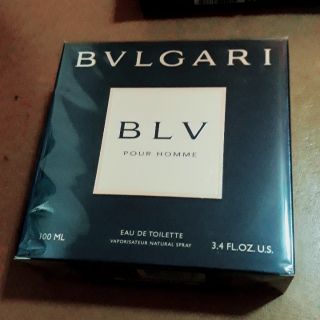 BVLGARI
BLV
POUR HOMME
EAU DE TOILETTE
100 ML VAPORISATEUR NATURAL SPRAY 3.4 FL.OZ. U.S.